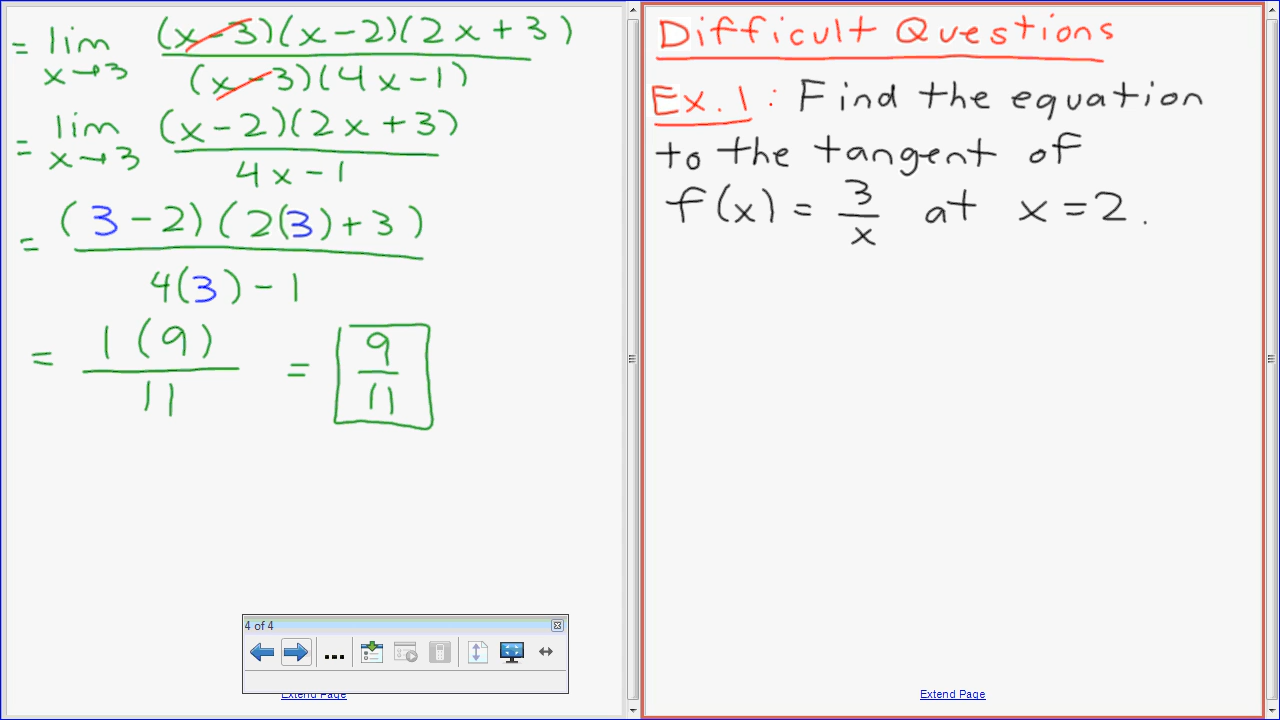 = lim x→3 (x-3)(x-2)(2x+3) / (x-3)(4x-1)
= lim x→3 (x-2)(2x+3) / 4x-1
= (3-2)(2(3)+3) / 4(3)-1
= 1(9) / 11 = 9/11
4 of 4
...
Extend Page
Difficult Questions
Ex.1: Find the equation
to the tangent of
f(x) = 3/x at x=2.
Extend Page